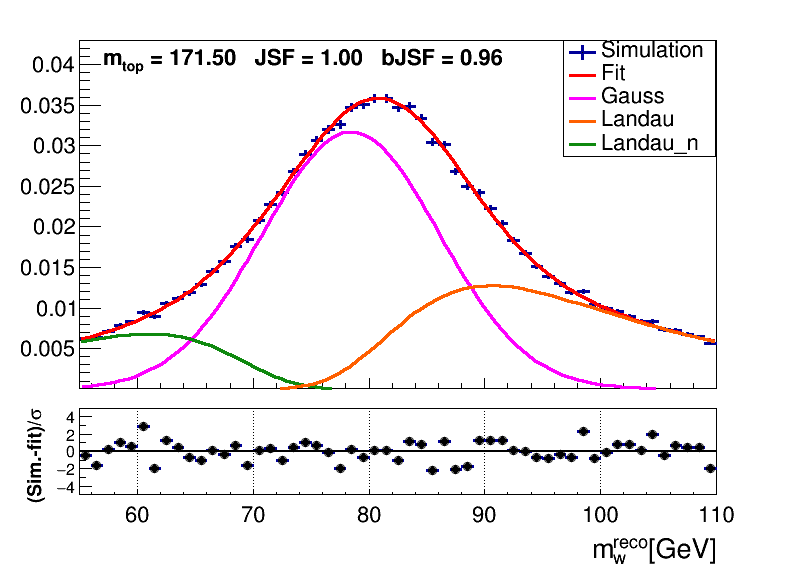 m_top = 171.50 JSF = 1.00 bJSF = 0.96
Simulation
Fit
Gauss
Landau
Landau_n
0.04
0.035
0.03
0.025
0.02
0.015
0.01
0.005
(Sim.-fit)/σ
4
2
0
−2
−4
60 70 80 90 100 110
m_w^reco[GeV]